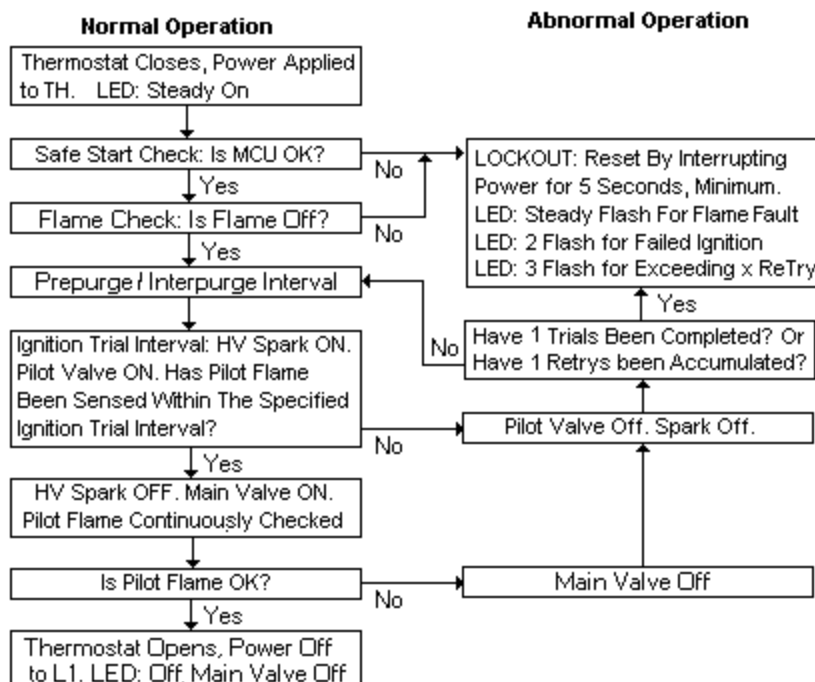 Normal Operation
Abnormal Operation
Thermostat Closes, Power Applied
to TH. LED: Steady On
Safe Start Check: Is MCU OK?
No
Yes
Flame Check: Is Flame Off?
No
Yes
Prepurge/ Interpurge Interval
Ignition Trial Interval: HV Spark ON.
Pilot Valve ON. Has Pilot Flame
Been Sensed Within The Specified
Ignition Trial Interval?
No
Yes
HV Spark OFF. Main Valve ON.
Pilot Flame Continuously Checked
Is Pilot Flame OK?
No
Yes
Thermostat Opens, Power Off
to L1. LED: Off Main Valve Off
LOCKOUT: Reset By Interrupting
Power for 5 Seconds, Minimum.
LED: Steady Flash For Flame Fault
LED: 2 Flash for Failed Ignition
LED: 3 Flash for Exceeding x ReTry
Yes
No
Have 1 Trials Been Completed? Or
Have 1 Retrys been Accumulated?
Pilot Valve Off. Spark Off.
Main Valve Off